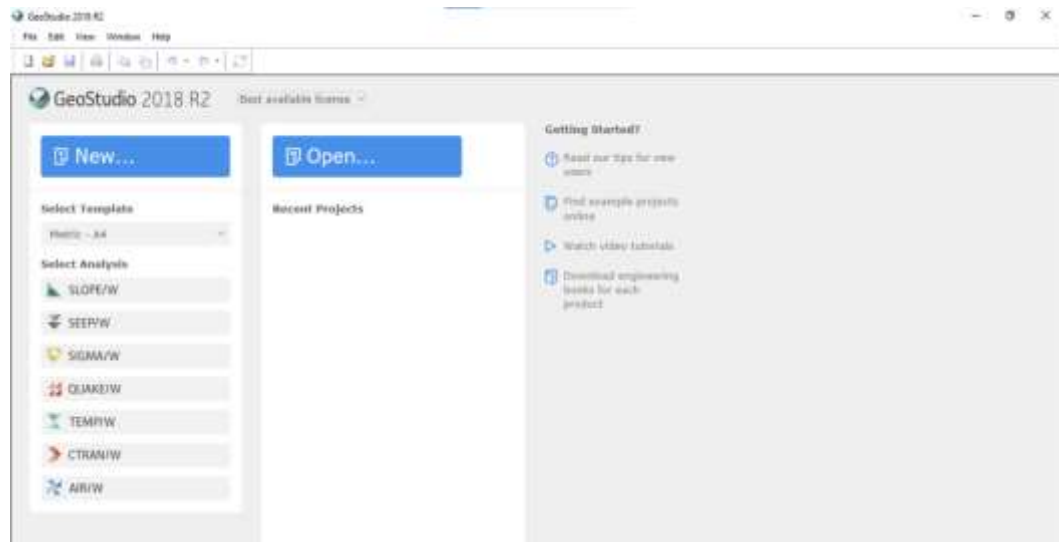 GeoStudio 2018 R2
File Edit View Window Help
GeoStudio 2018 R2
Best available license
New...
Open...
Getting Started?
Read our tips for new
users
Find example projects
online
Watch video tutorials
Download engineering
books for each
product
Select Template
Metric - A4
Recent Projects
Select Analysis
SLOPE/W
SEEP/W
SIGMA/W
QUAKE/W
TEMP/W
CTRAN/W
AIR/W